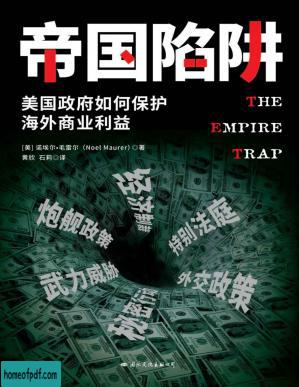 帝国陷阱
美国政府如何保护
海外商业利益
THE
EMPIRE
TRAP
[美] 诺埃尔·毛雷尔（Noel Maurer）著
黄欣 石莉 译
经济制裁
炮舰政策
特别法庭
武力威胁
外交政策
homeofpdf.com